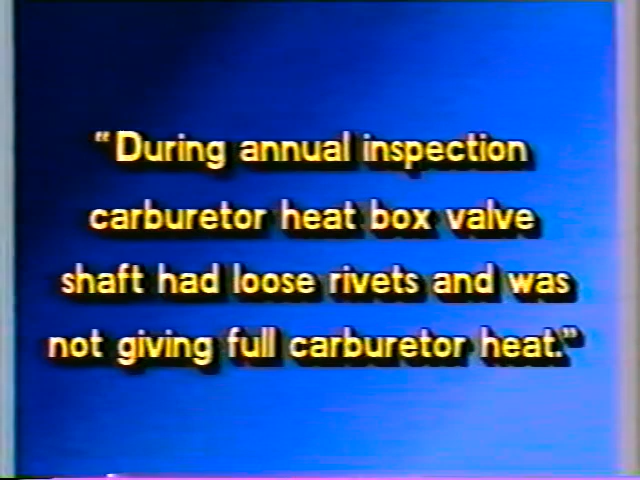 “During annual inspection
carburetor heat box valve
shaft had loose rivets and was
not giving full carburetor heat.”